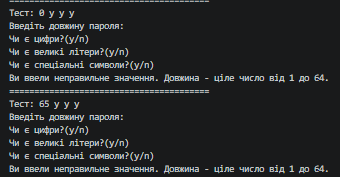 ========================================
Тест: 0 y y y
Введіть довжину пароля:
Чи є цифри?(y/n)
Чи є великі літери?(y/n)
Чи є спеціальні символи?(y/n)
Ви ввели неправильне значення. Довжина - ціле число від 1 до 64.
========================================
Тест: 65 y y y
Введіть довжину пароля:
Чи є цифри?(y/n)
Чи є великі літери?(y/n)
Чи є спеціальні символи?(y/n)
Ви ввели неправильне значення. Довжина - ціле число від 1 до 64.